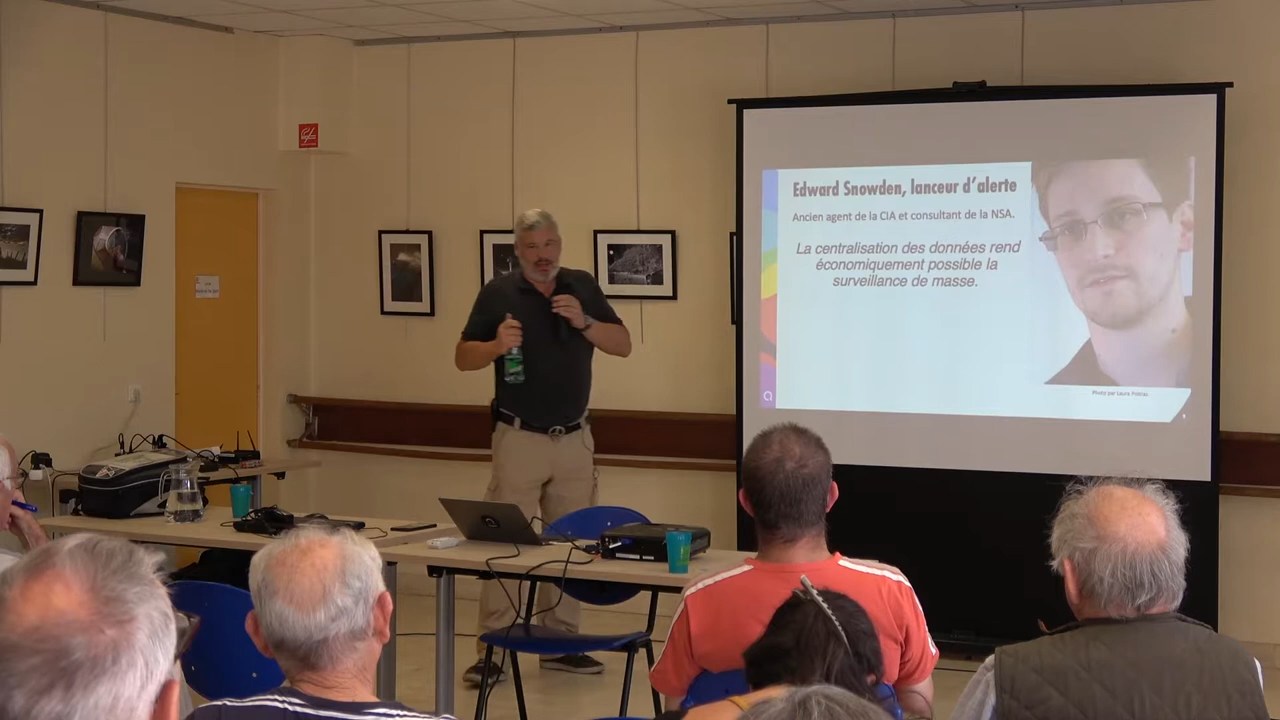 Edward Snowden, lanceur d'alerte
Ancien agent de la CIA et consultant de la NSA.
La centralisation des données rend
économiquement possible la
surveillance de masse.
Photo par Laura Poitras